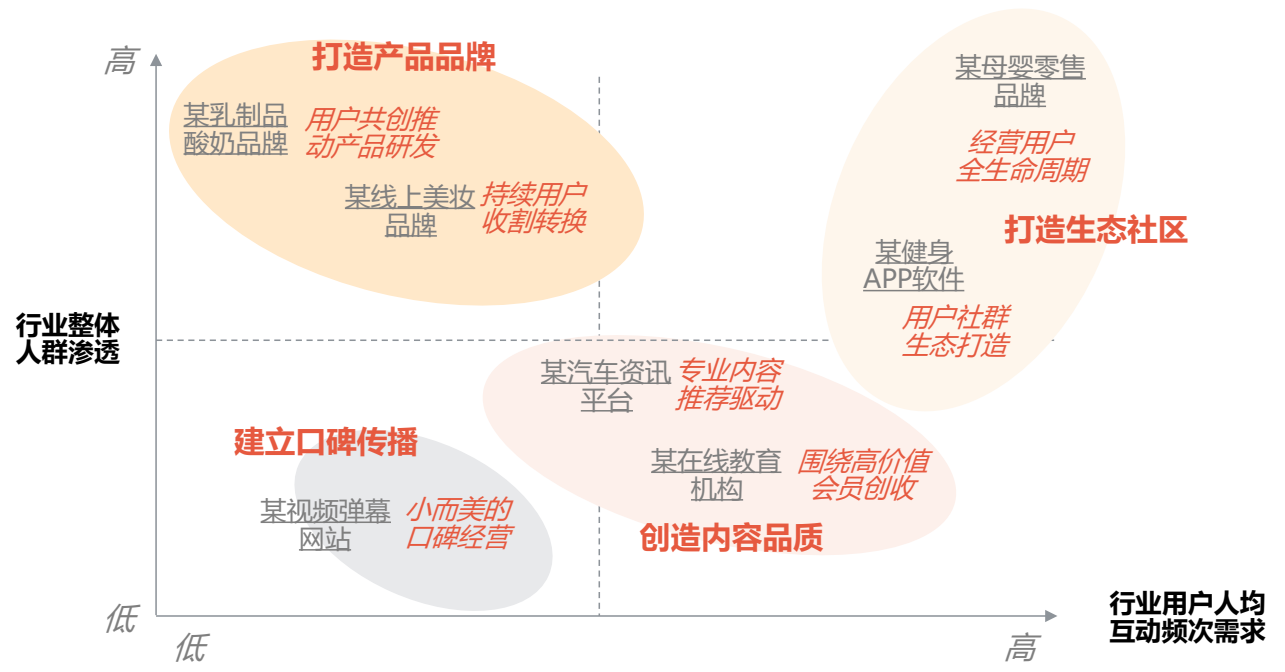 高
打造产品品牌
某乳制品
酸奶品牌
用户共创推
动产品研发
某线上美妆
品牌
持续用户
收割转换
某母婴零售
品牌
经营用户
全生命周期
打造生态社区
某健身
APP软件
用户社群
生态打造
行业整体
人群渗透
某汽车资讯
平台
专业内容
推荐驱动
建立口碑传播
某在线教育
机构
围绕高价值
会员创收
某视频弹幕
网站
小而美的
口碑经营
创造内容品质
低
低
高
行业用户人均
互动频次需求